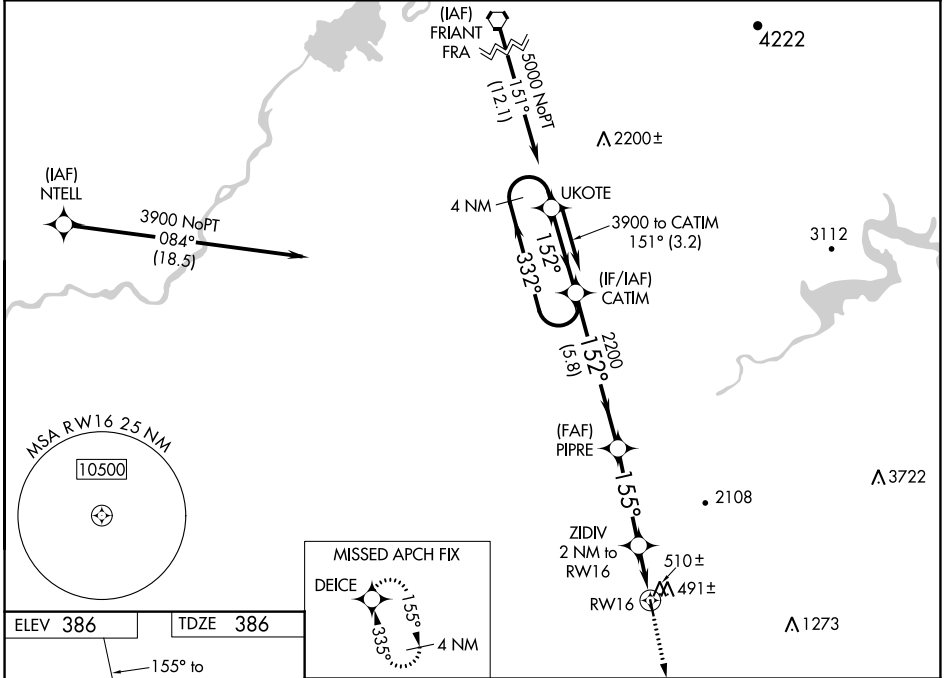 (IAF)
FRIANT
FRA
5000 NoPT
151°
(12.1)
4222
2200±
(IAF)
NTELL
3900 NoPT
084°
(18.5)
4 NM
UKOTE
3900 to CATIM
151° (3.2)
152°
332°
(IF/IAF)
CATIM
3112
2200
152°
(5.8)
MSA RW16 25 NM
10500
(FAF)
PIPRE
155°
3722
2108
ZIDIV
2 NM to
RW16
510±
491±
RW16
1273
MISSED APCH FIX
DEICE
155°
335°
4 NM
ELEV 386
TDZE 386
155° to